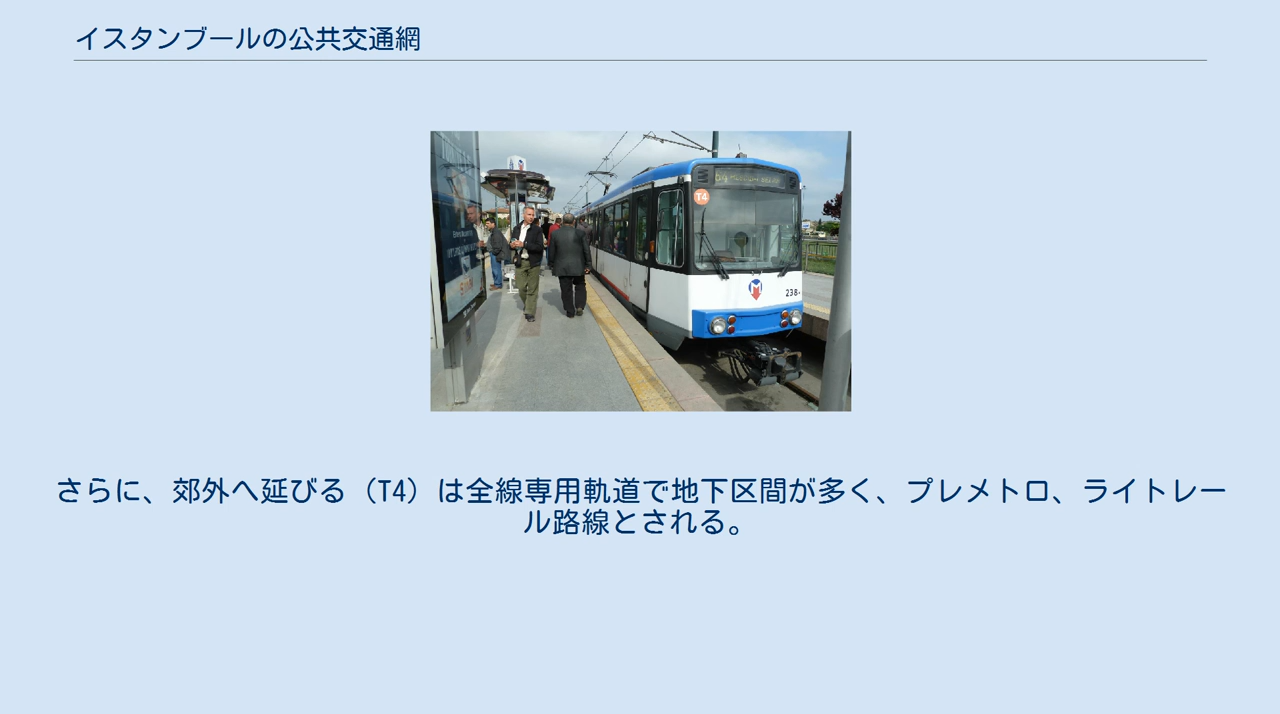 イスタンブールの公共交通網
T4
238
さらに、郊外へ延びる（T4）は全線専用軌道で地下区間が多く、プレメトロ、ライトレー
ル路線とされる。